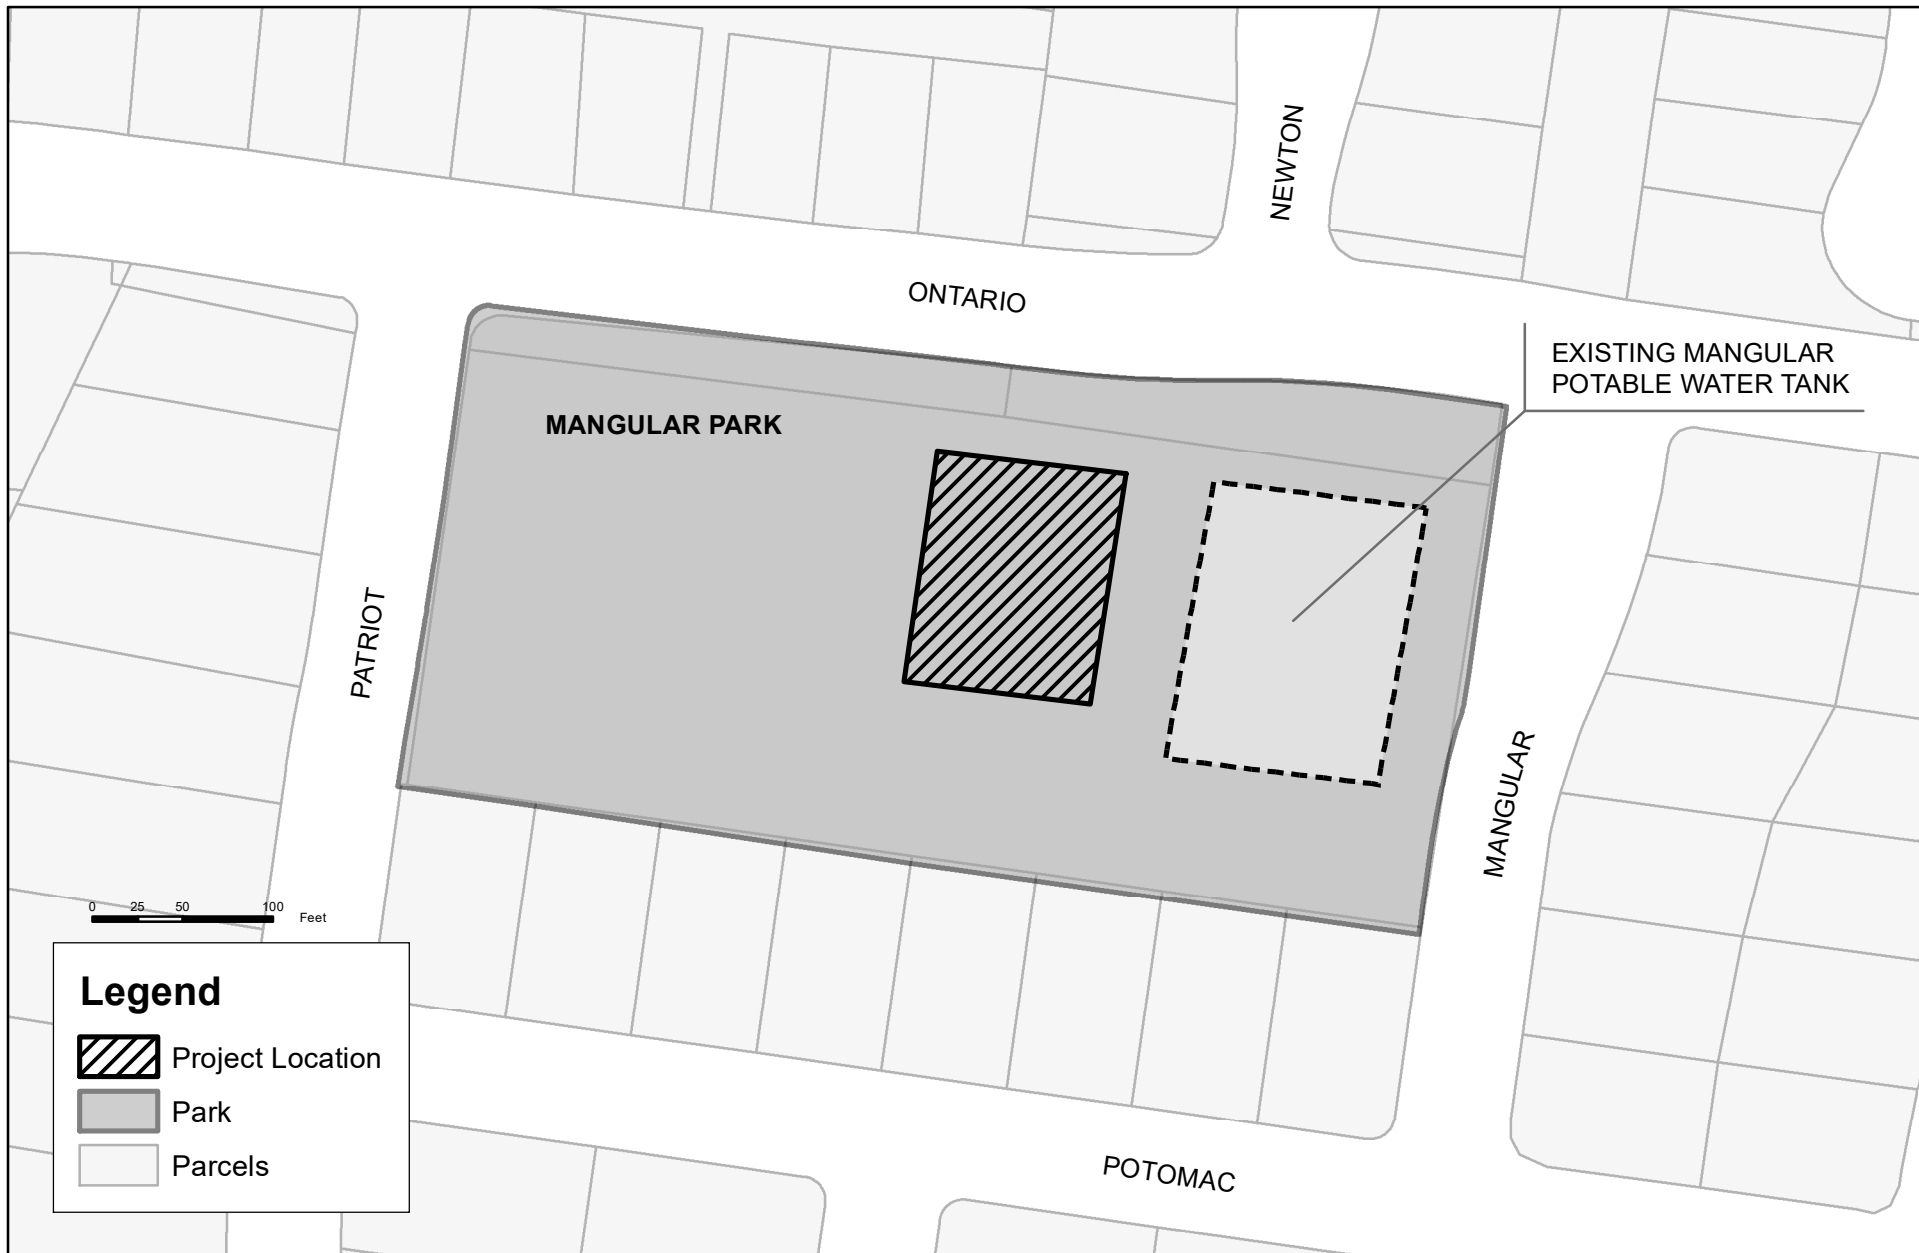 NEWTON
ONTARIO
EXISTING MANGULAR
POTABLE WATER TANK
MANGULAR PARK
PATRIOT
MANGULAR
0 25 50 100
Feet
Legend
Project Location
Park
Parcels
POTOMAC